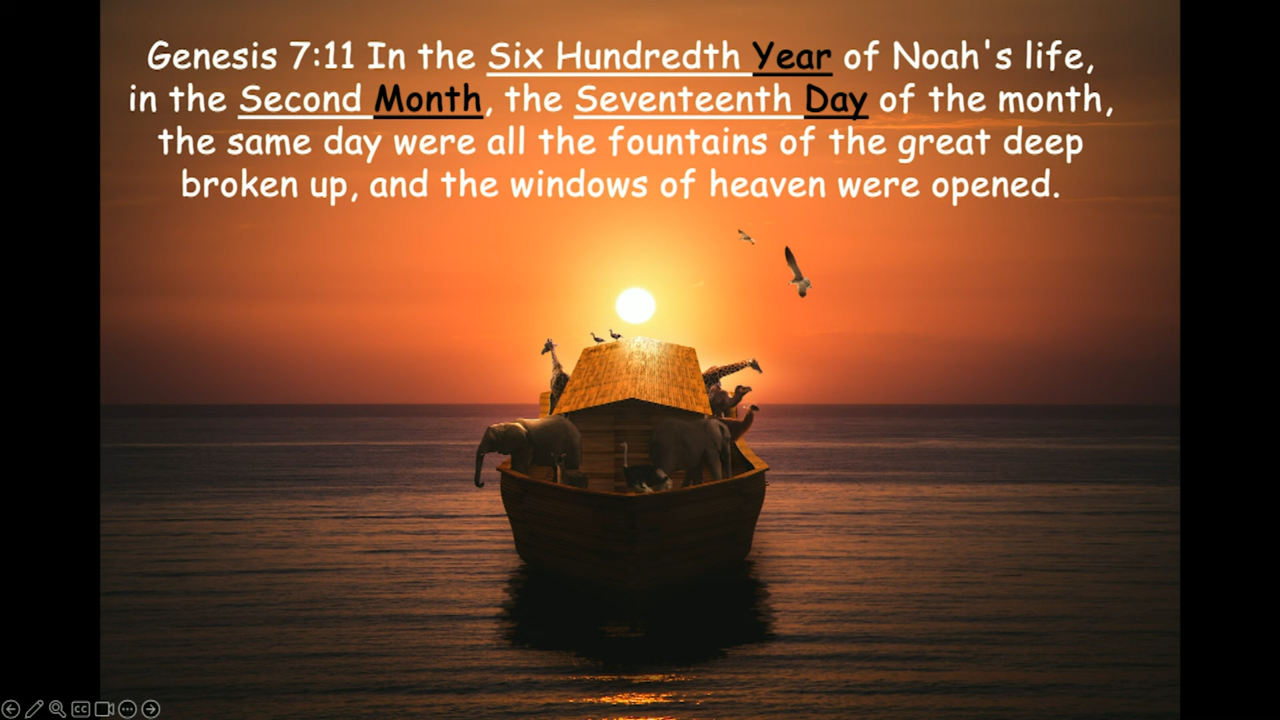 Genesis 7:11 In the Six Hundredth Year of Noah's life,
in the Second Month, the Seventeenth Day of the month,
the same day were all the fountains of the great deep
broken up, and the windows of heaven were opened.
CC